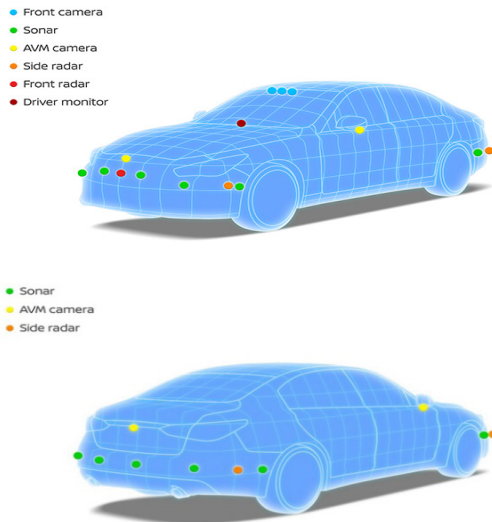 Front camera
Sonar
AVM camera
Side radar
Front radar
Driver monitor
Sonar
AVM camera
Side radar